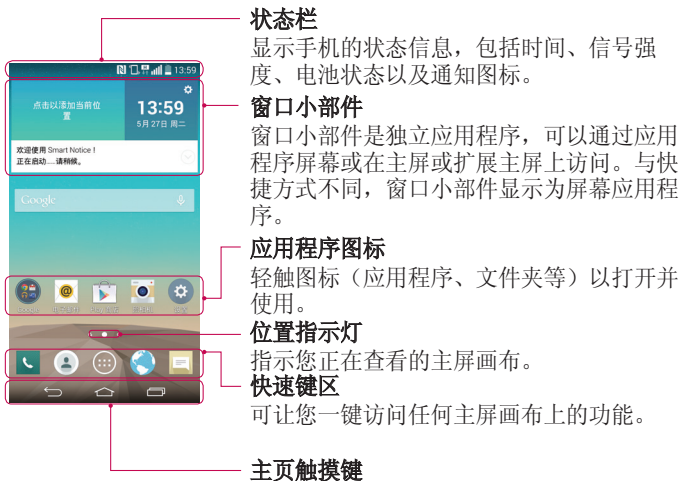 状态栏
显示手机的状态信息，包括时间、信号强
度、电池状态以及通知图标。
13:59
点击以添加当前位
置
13:59
5月27日 周二
欢迎使用 Smart Notice！
正在启动......请稍候。
窗口小部件
窗口小部件是独立应用程序，可以通过应用
程序屏幕或在主屏或扩展主屏上访问。与快
捷方式不同，窗口小部件显示为屏幕应用程
序。
Google
应用程序图标
轻触图标（应用程序、文件夹等）以打开并
使用。
Google
位置指示灯
指示您正在查看的主屏画布。
快速键区
可让您一键访问任何主屏画布上的功能。
主页触摸键